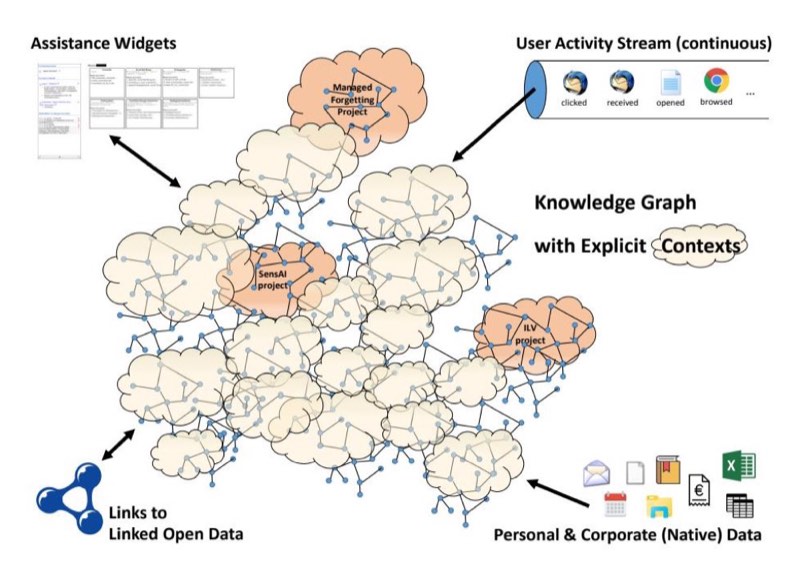 Assistance Widgets
User Activity Stream (continuous)
clicked
received
opened
browsed
...
Managed
Forgetting
Project
Knowledge Graph
with Explicit Contexts
SensAI
project
ILV
project
Links to
Linked Open Data
€
X
Personal & Corporate (Native) Data